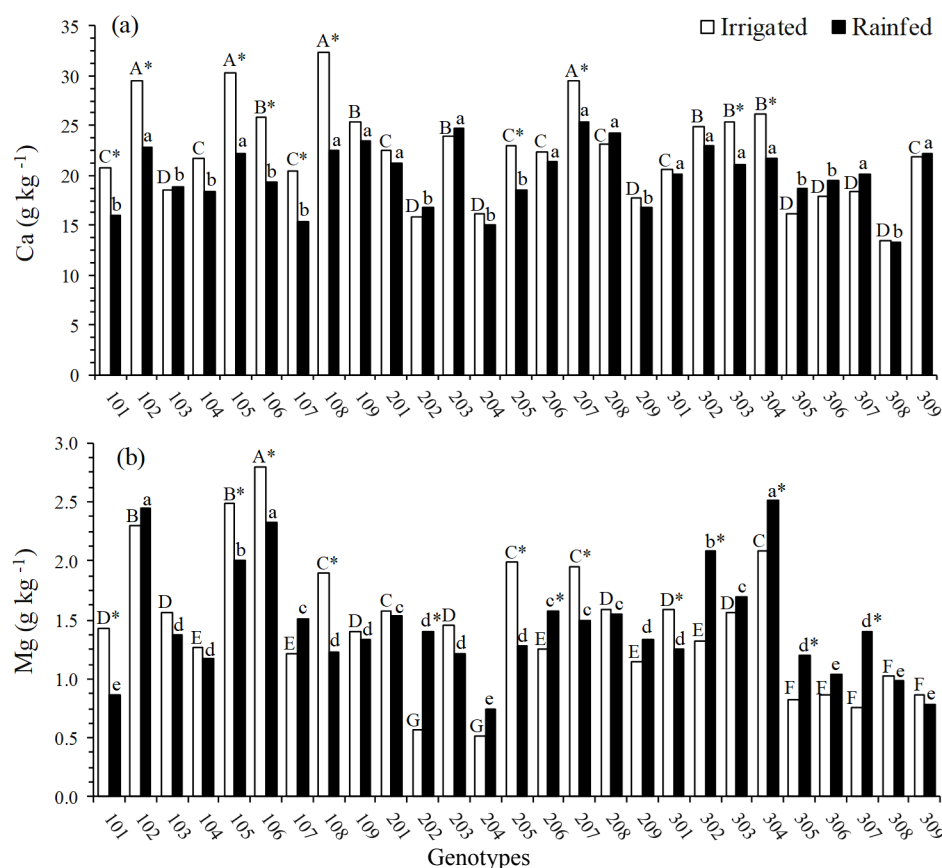 (a)
Irrigated Rainfed
Ca (g kg -1)
35
30
25
20
15
10
5
0
C* b A* a D b C b A* a B* b C* b A* a B a C a D b B a D b C* b C a A* a C a D b C a B a B* a B* a D b D b D a D b C a
101 102 103 104 105 106 107 108 109 201 202 203 204 205 206 207 208 209 301 302 303 304 305 306 307 308 309
(b)
Mg (g kg -1)
3.0
2.5
2.0
1.5
1.0
0.5
0.0
D* e B a D d E d B* b A* a E c C* d D d C c G d* D d G e C* d E c* C* c D c E d D* d E b* D c C a* F d* F e F d* F e F e
101 102 103 104 105 106 107 108 109 201 202 203 204 205 206 207 208 209 301 302 303 304 305 306 307 308 309
Genotypes